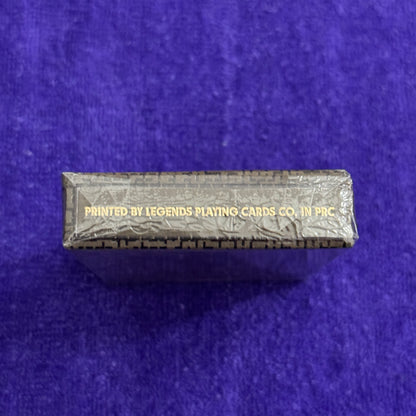 PRINTED BY LEGENDS PLAYING CARDS CO. IN PRC